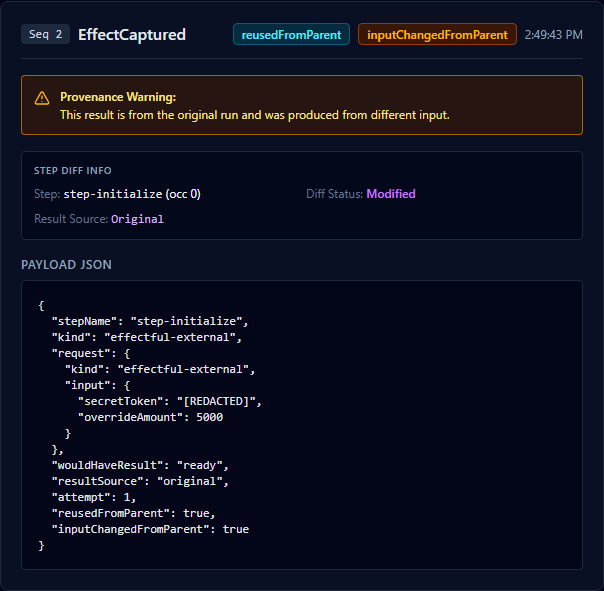 Seq 2 EffectCaptured reusedFromParent inputChangedFromParent 2:49:43 PM
Provenance Warning:
This result is from the original run and was produced from different input.
STEP DIFF INFO
Step: step-initialize (occ 0) Diff Status: Modified
Result Source: Original
PAYLOAD JSON
{
  "stepName": "step-initialize",
  "kind": "effectful-external",
  "request": {
    "kind": "effectful-external",
    "input": {
      "secretToken": "[REDACTED]",
      "overrideAmount": 5000
    }
  },
  "wouldHaveResult": "ready",
  "resultSource": "original",
  "attempt": 1,
  "reusedFromParent": true,
  "inputChangedFromParent": true
}